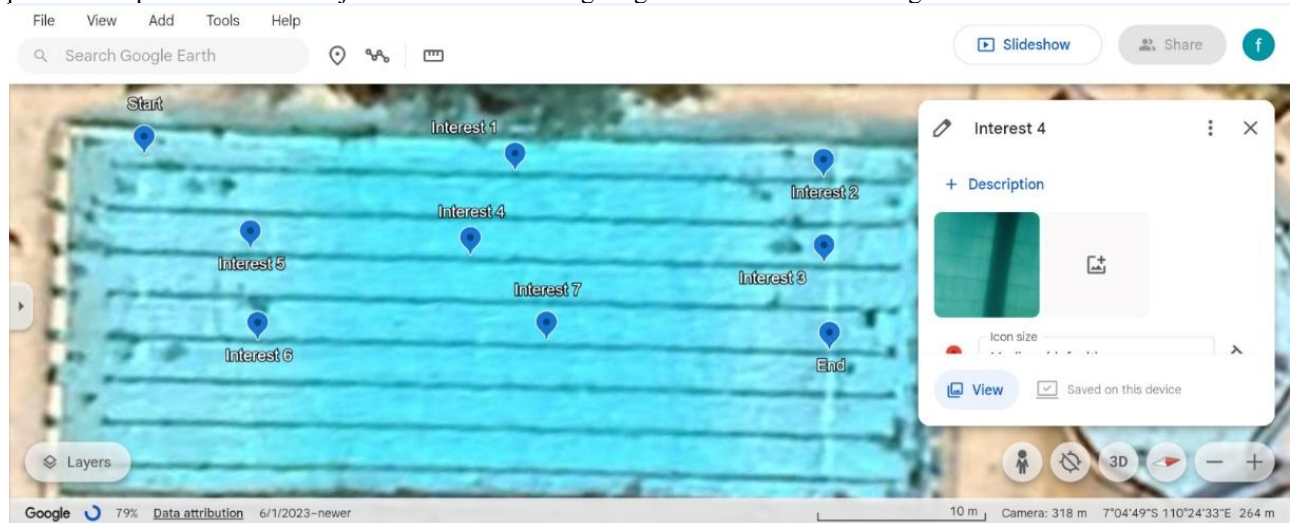 File View Add Tools Help
Search Google Earth
Slideshow
Share
f
Start
Interest 1
Interest 2
Interest 4
Interest 5
Interest 3
Interest 7
Interest 6
End
Interest 4
+ Description
Icon size
View
Saved on this device
Layers
3D
Google 79% Data attribution 6/1/2023–newer
10 m Camera: 318 m 7°04'49"S 110°24'33"E 264 m